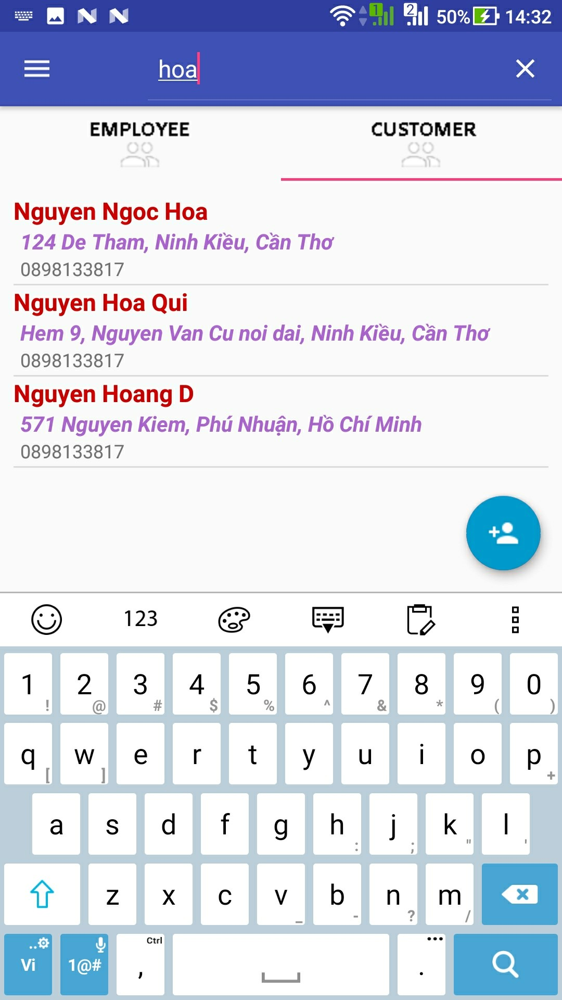 1 2 50% 14:32
hoa
EMPLOYEE CUSTOMER
Nguyen Ngoc Hoa
124 De Tham, Ninh Kiều, Cần Thơ
0898133817
Nguyen Hoa Qui
Hem 9, Nguyen Van Cu noi dai, Ninh Kiều, Cần Thơ
0898133817
Nguyen Hoang D
571 Nguyen Kiem, Phú Nhuận, Hồ Chí Minh
0898133817
123
1 ! 2 @ 3 # 4 $ 5 % 6 ^ 7 & 8 * 9 ( 0 )
q [ w ] e r t y u i o p +
a s d f g h : j ; k " l '
z x c v _ b - n ? m /
Vi 1@# , Ctrl . ...